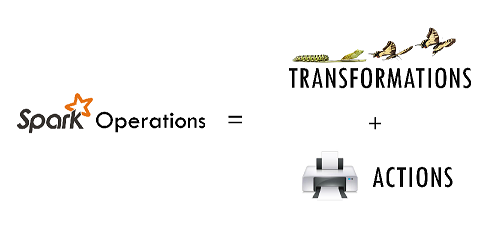 TRANSFORMATIONS
Spark Operations =
+
ACTIONS